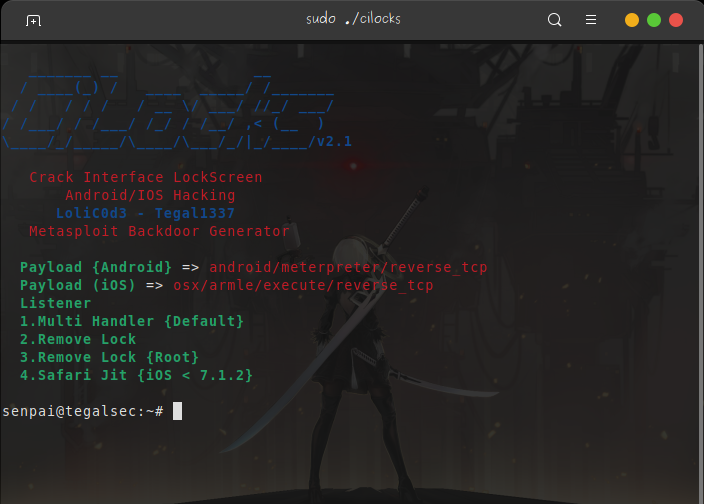 sudo ./cilocks
v2.1
Crack Interface LockScreen
Android/IOS Hacking
LoliC0d3 - Tegal1337
Metasploit Backdoor Generator
Payload {Android} => android/meterpreter/reverse_tcp
Payload (iOS) => osx/armle/execute/reverse_tcp
Listener
1.Multi Handler {Default}
2.Remove Lock
3.Remove Lock {Root}
4.Safari Jit {iOS < 7.1.2}
senpai@tegalsec:~#